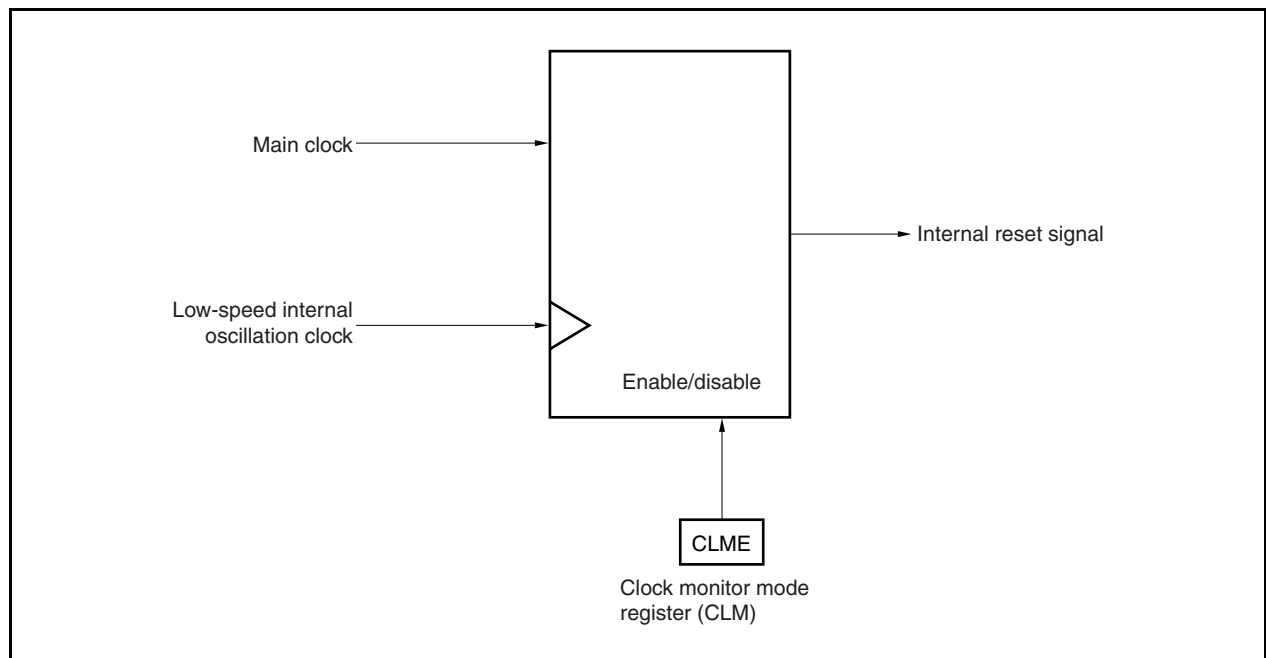 Main clock
Internal reset signal
Low-speed internal
oscillation clock
Enable/disable
CLME
Clock monitor mode
register (CLM)